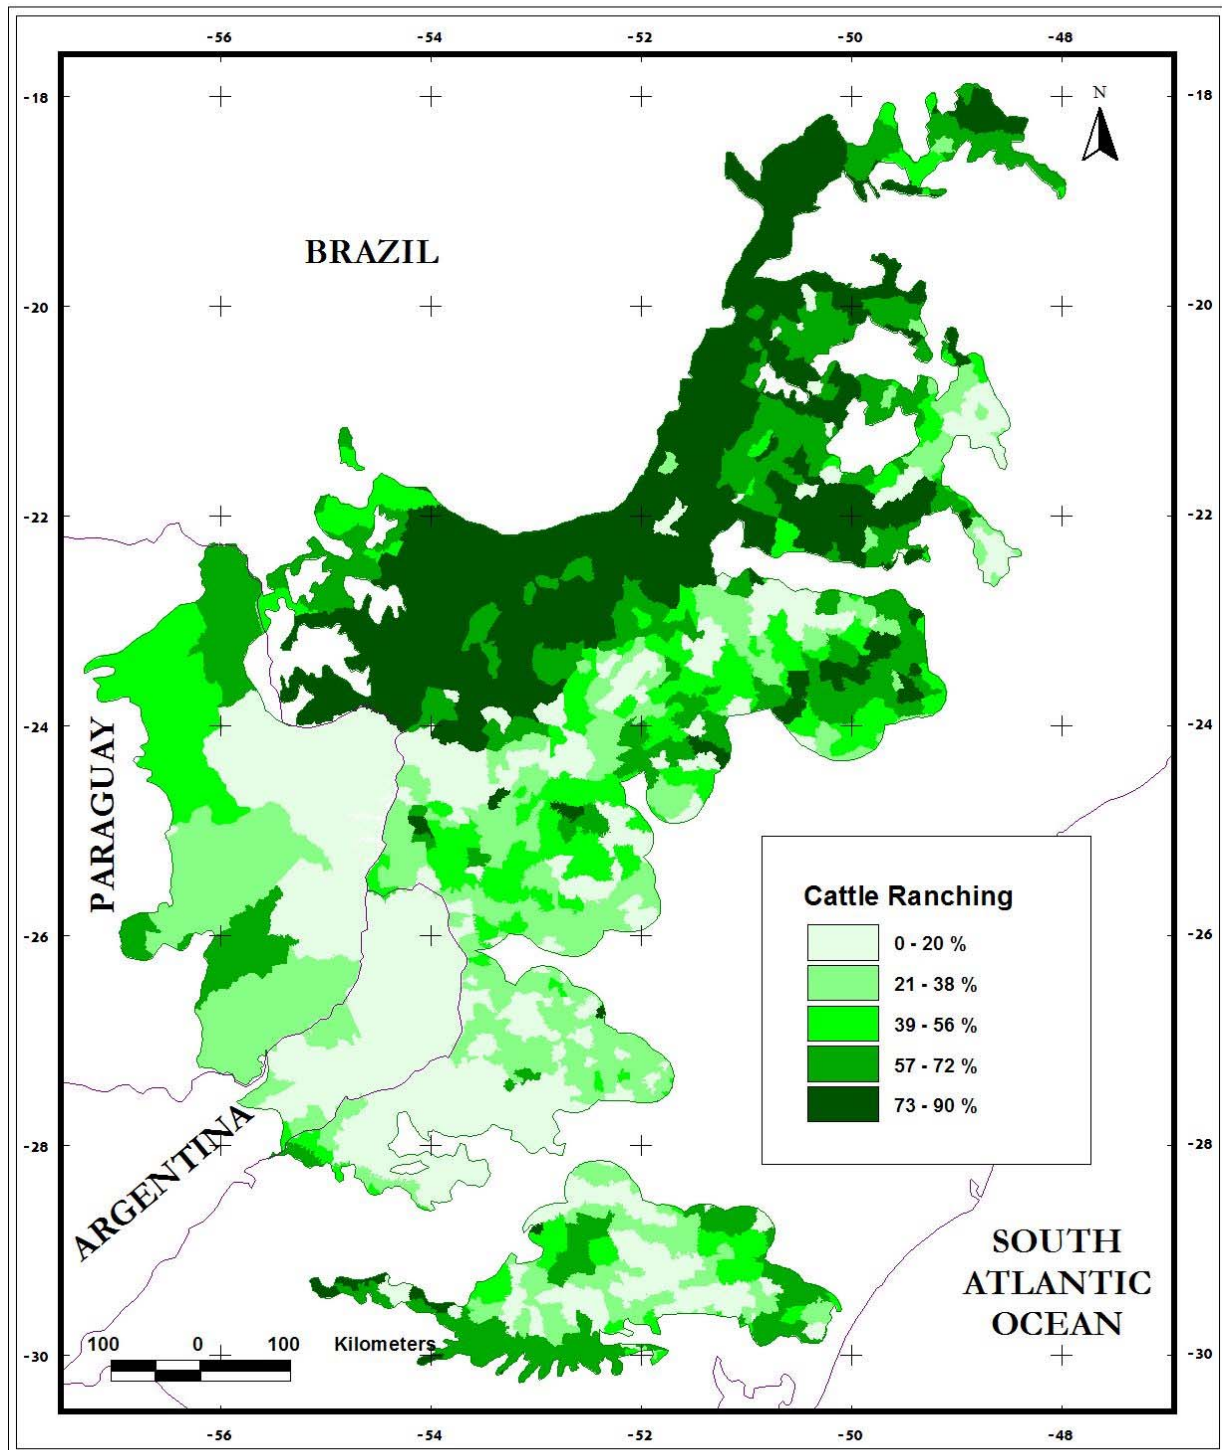 -56 -54 -52 -50 -48
-18 -18
N
BRAZIL
-20 -20
-22 -22
-24 -24
PARAGUAY
Cattle Ranching
0 - 20 %
21 - 38 %
39 - 56 %
57 - 72 %
73 - 90 %
-26 -26
-28 -28
ARGENTINA
SOUTH
ATLANTIC
OCEAN
100 0 100 Kilometers
-30 -30
-56 -54 -52 -50 -48